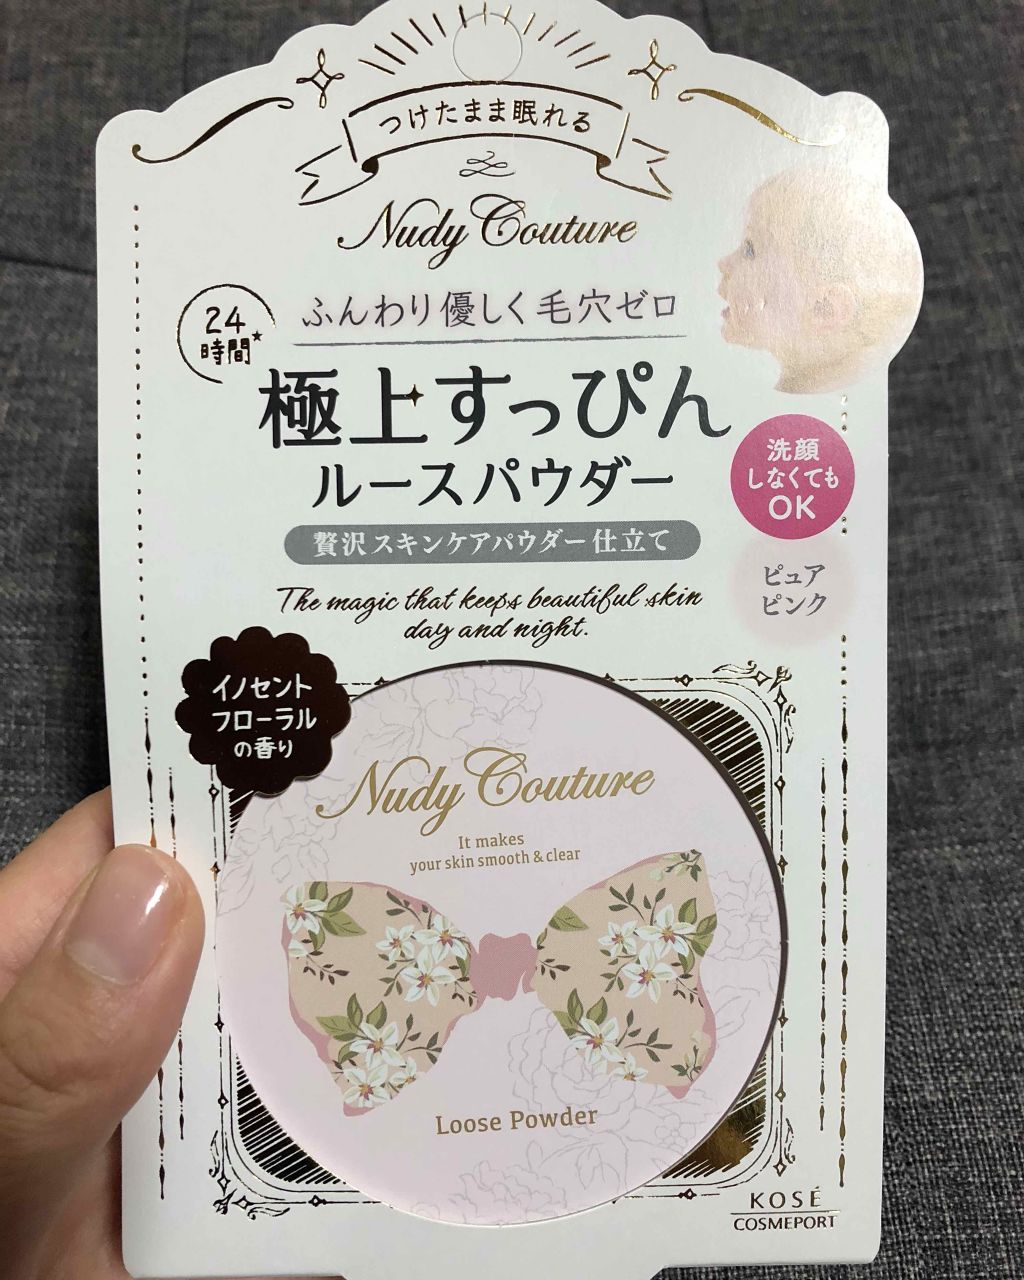 つけたまま眠れる
Nudy Couture
24
時間*
ふんわり優しく毛穴ゼロ
極上すっぴん
ルースパウダー
洗顔
しなくても
OK
贅沢スキンケアパウダー仕立て
ピュア
ピンク
The magic that keeps beautiful skin
day and night.
イノセント
フローラル
の香り
Nudy Couture
It makes
your skin smooth & clear
Loose Powder
KOSÉ
COSMEPORT